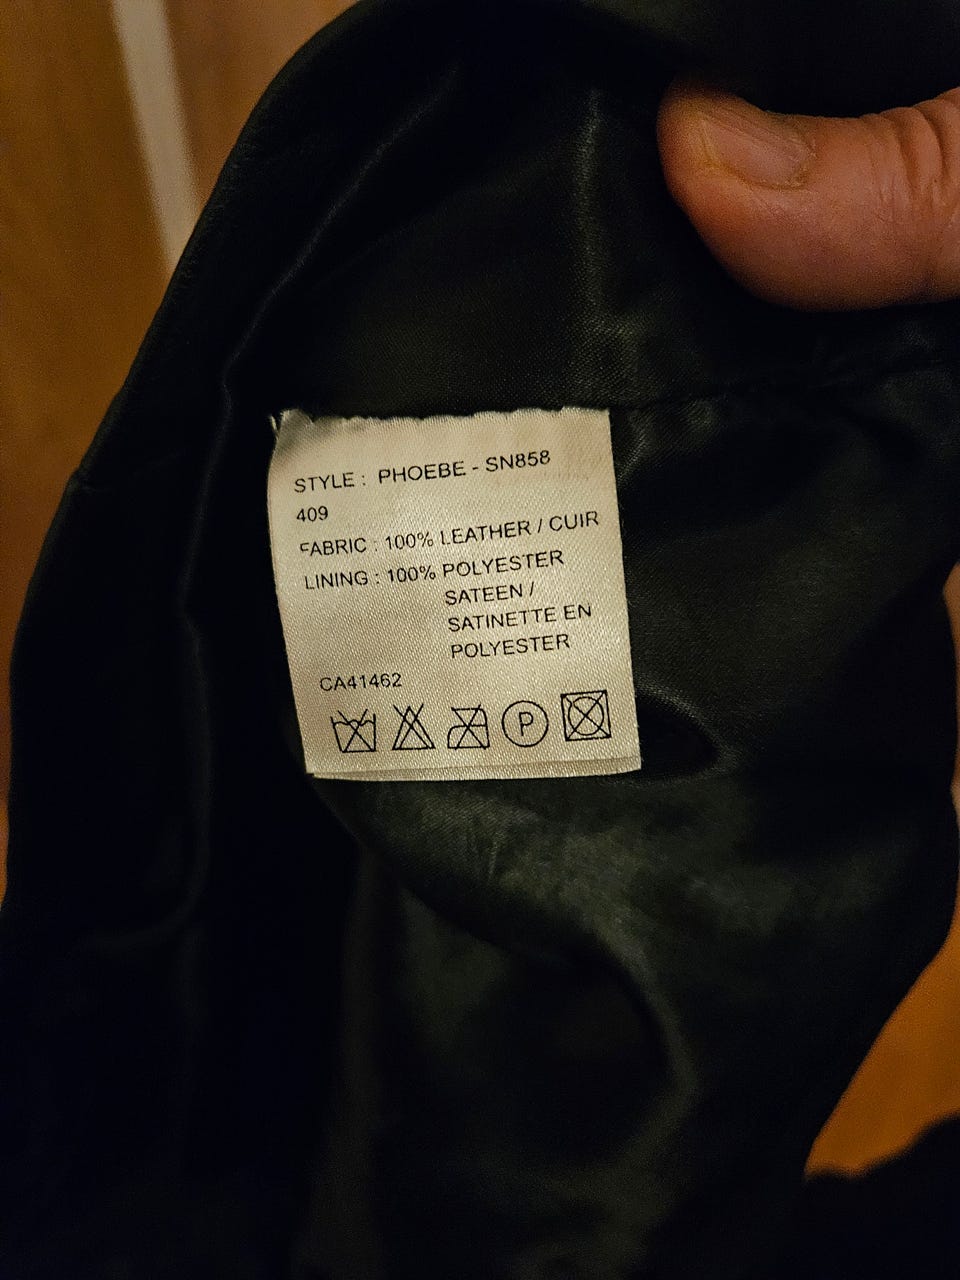 STYLE : PHOEBE - SN858
409
FABRIC : 100% LEATHER / CUIR
LINING : 100% POLYESTER
SATEEN /
SATINETTE EN
POLYESTER
CA41462
P